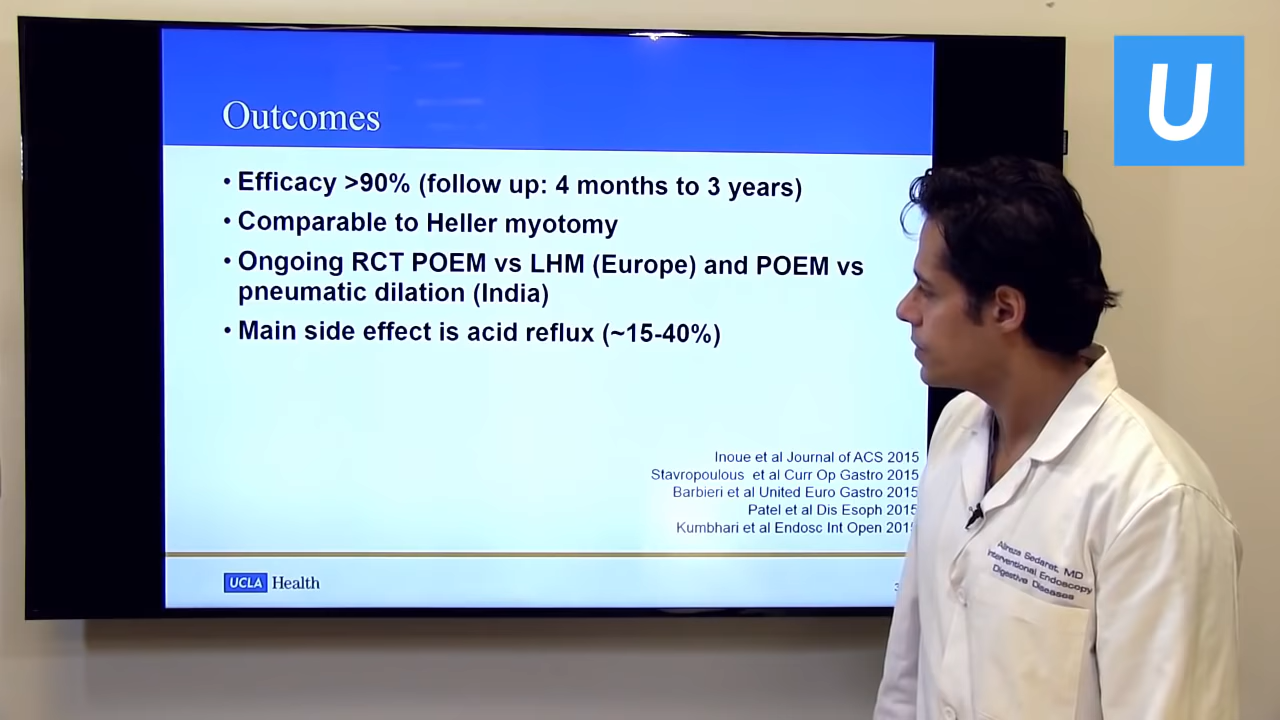 Outcomes
• Efficacy >90% (follow up: 4 months to 3 years)
• Comparable to Heller myotomy
• Ongoing RCT POEM vs LHM (Europe) and POEM vs
pneumatic dilation (India)
• Main side effect is acid reflux (~15-40%)
Inoue et al Journal of ACS 2015
Stavropoulous et al Curr Op Gastro 2015
Barbieri et al United Euro Gastro 2015
Patel et al Dis Esoph 2015
Kumbhari et al Endosc Int Open 201
UCLA Health
U
Alireza Sedarat, MD
Interventional Endoscopy
Digestive Diseases